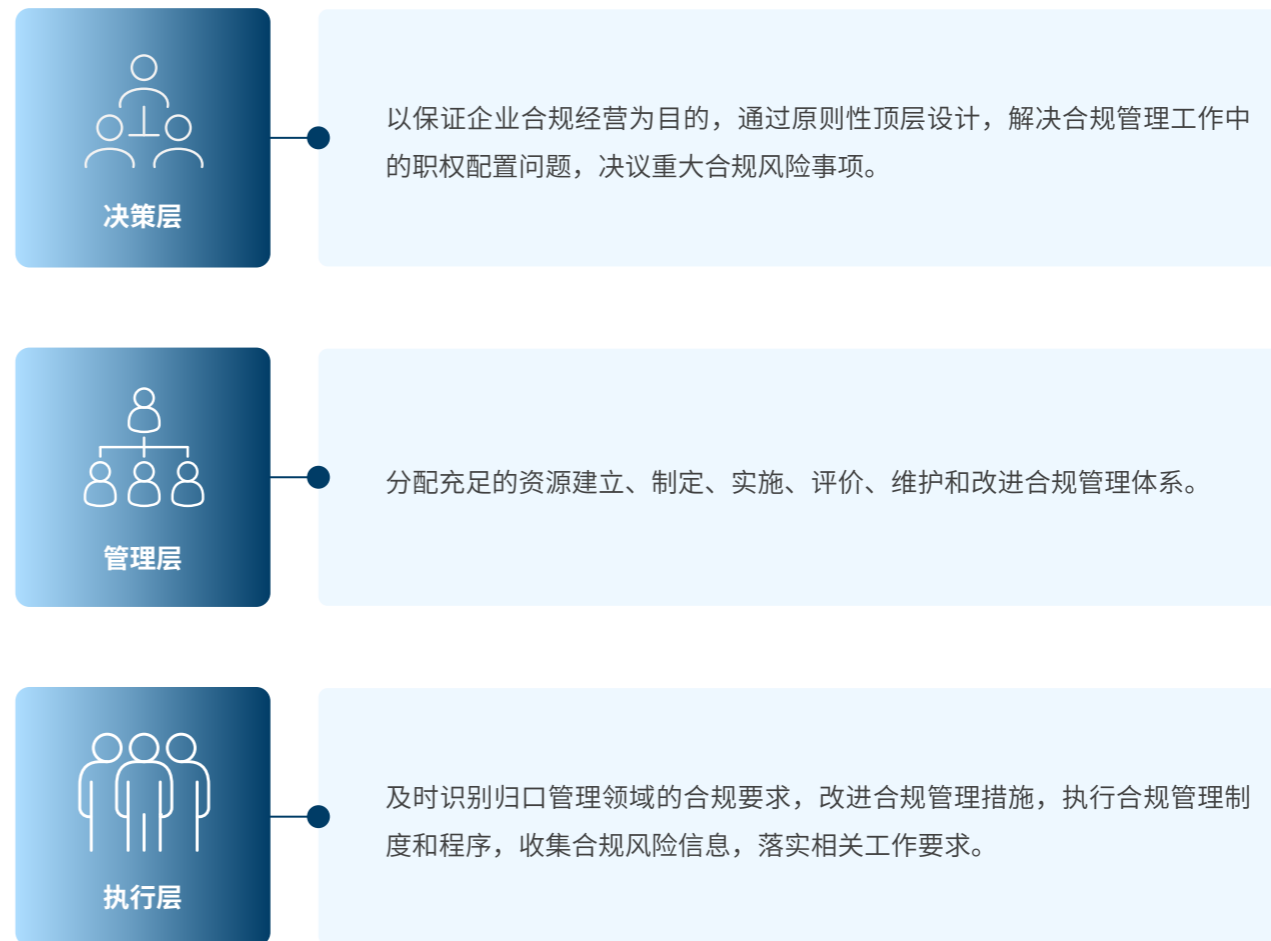 决策层
以保证企业合规经营为目的，通过原则性顶层设计，解决合规管理工作中
的职权配置问题，决议重大合规风险事项。
管理层
分配充足的资源建立、制定、实施、评价、维护和改进合规管理体系。
执行层
及时识别归口管理领域的合规要求，改进合规管理措施，执行合规管理制
度和程序，收集合规风险信息，落实相关工作要求。